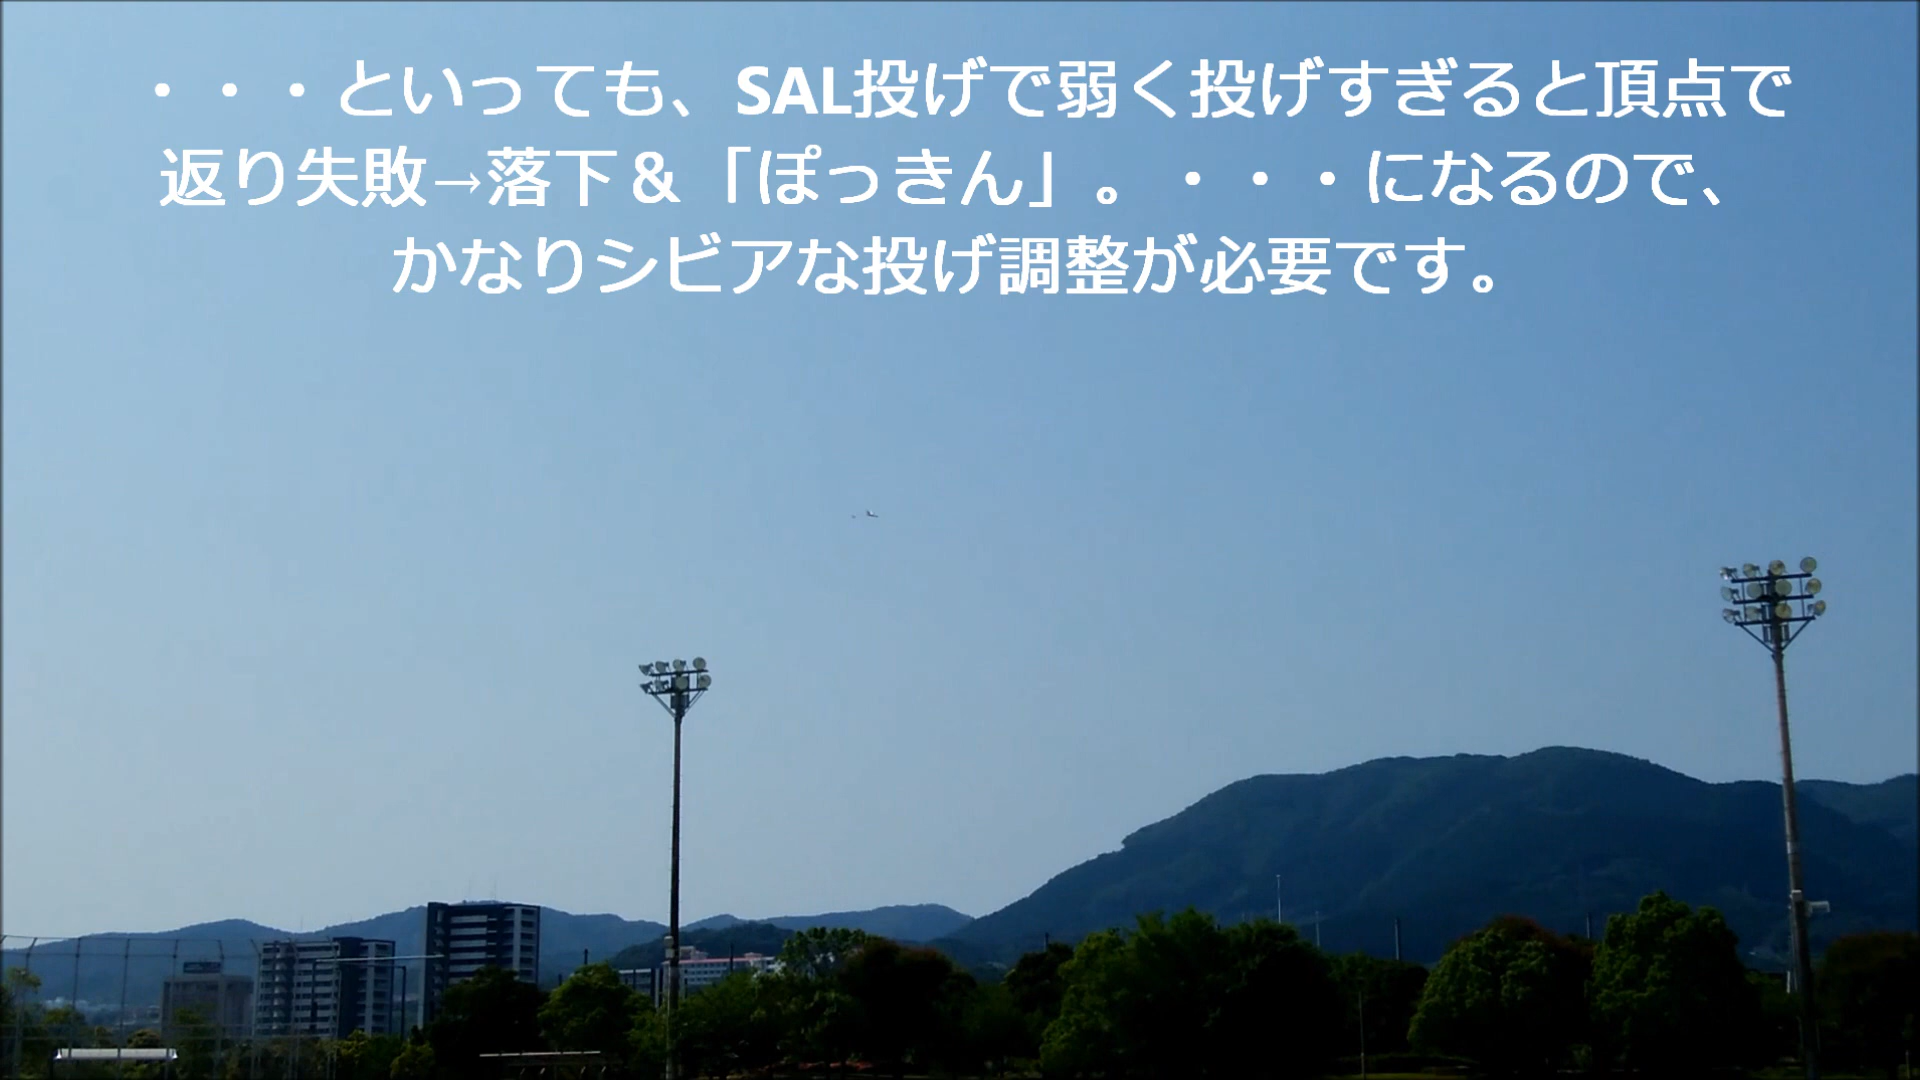 ・・・といっても、SAL投げで弱く投げすぎると頂点で
返り失敗→落下＆「ぽっきん」。・・・になるので、
かなりシビアな投げ調整が必要です。